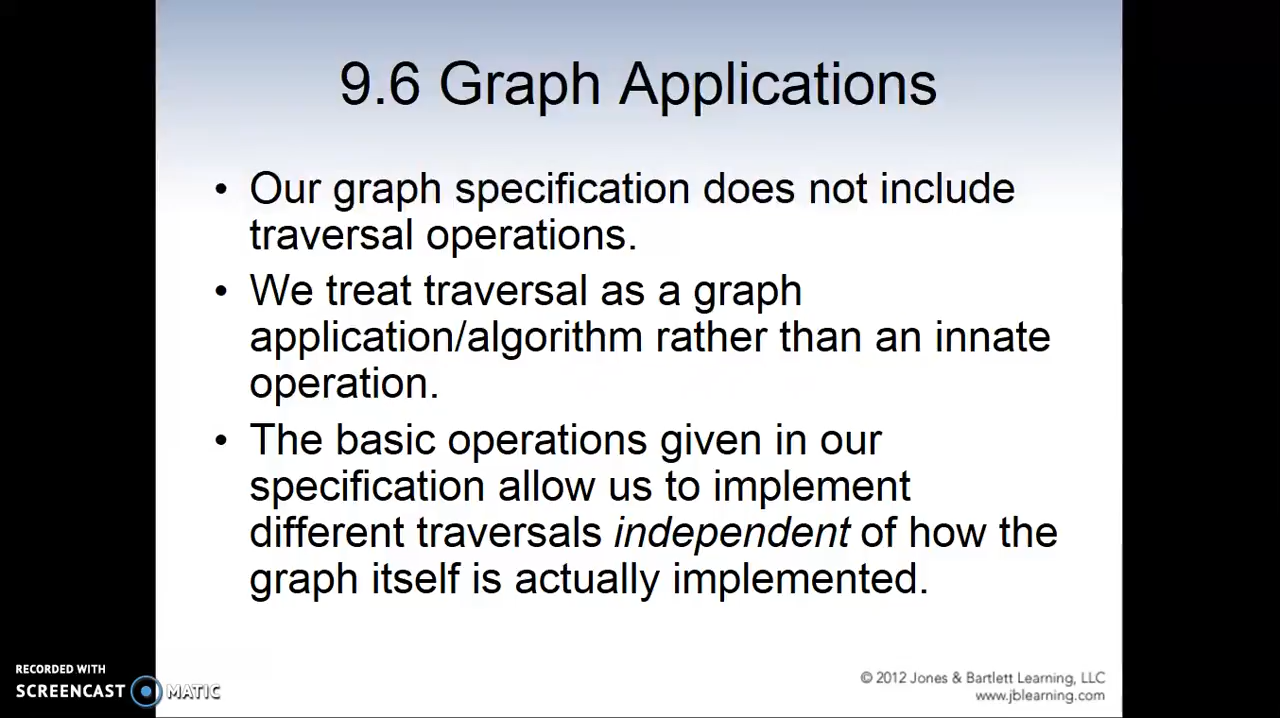 9.6 Graph Applications
• Our graph specification does not include
traversal operations.
• We treat traversal as a graph
application/algorithm rather than an innate
operation.
• The basic operations given in our
specification allow us to implement
different traversals independent of how the
graph itself is actually implemented.
RECORDED WITH
SCREENCAST MATIC
© 2012 Jones & Bartlett Learning, LLC
www.jblearning.com